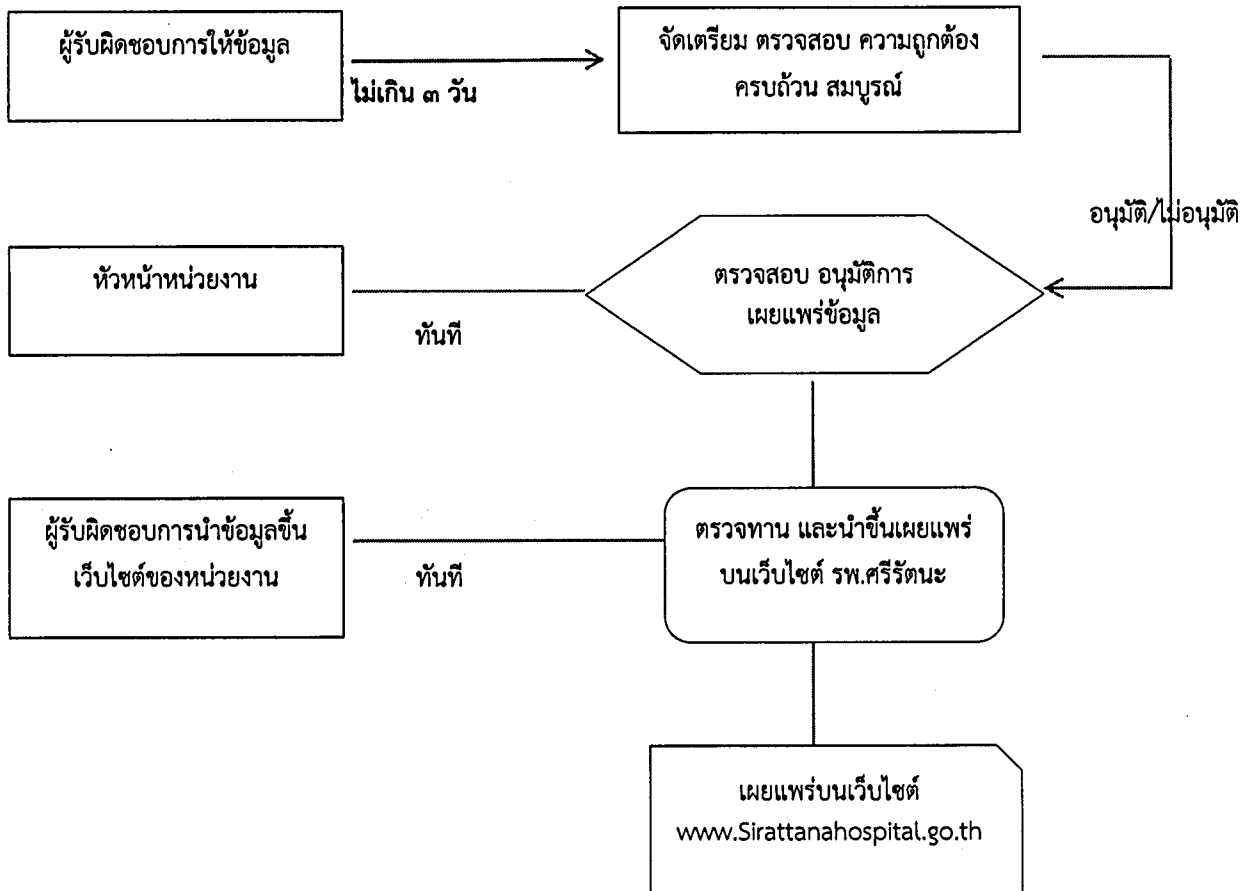 ผู้รับผิดชอบการให้ข้อมูล
ไม่เกิน ๓ วัน
จัดเตรียม ตรวจสอบ ความถูกต้อง
ครบถ้วน สมบูรณ์
อนุมัติ/ไม่อนุมัติ
หัวหน้าหน่วยงาน
ทันที
ตรวจสอบ อนุมัติการ
เผยแพร่ข้อมูล
ผู้รับผิดชอบการนำข้อมูลขึ้น
เว็บไซต์ของหน่วยงาน
ทันที
ตรวจทาน และนำขึ้นเผยแพร่
บนเว็บไซต์ รพ.ศรีรัตนะ
เผยแพร่บนเว็บไซต์
www.Sirattanahospital.go.th